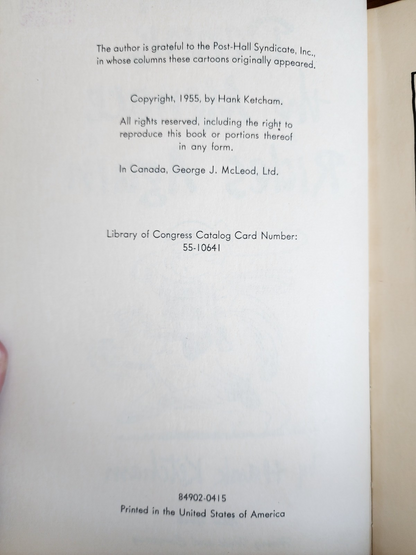 The author is grateful to the Post-Hall Syndicate, Inc.,
in whose columns these cartoons originally appeared.
Copyright, 1955, by Hank Ketcham.
All rights reserved, including the right to
reproduce this book or portions thereof
in any form.
In Canada, George J. McLeod, Ltd.
Library of Congress Catalog Card Number:
55-10641
84902-0415
Printed in the United States of America